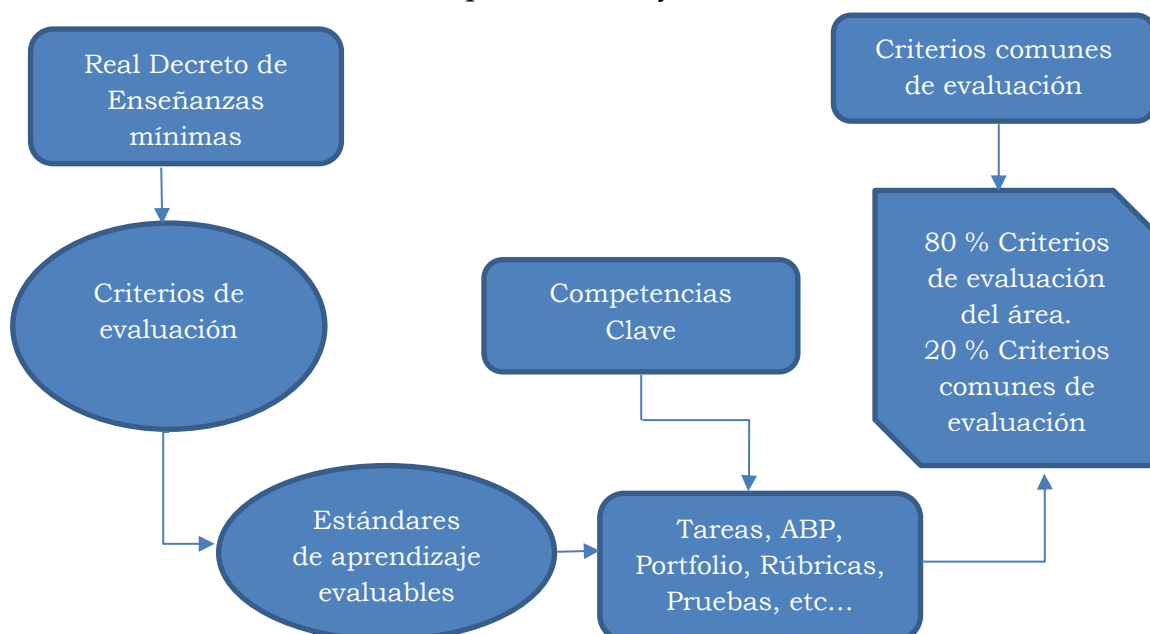 Real Decreto de
Enseñanzas
mínimas
Criterios comunes
de evaluación
Criterios de
evaluación
Competencias
Clave
80 % Criterios
de evaluación
del área.
20 % Criterios
comunes de
evaluación
Estándares
de aprendizaje
evaluables
Tareas, ABP,
Portfolio, Rúbricas,
Pruebas, etc…